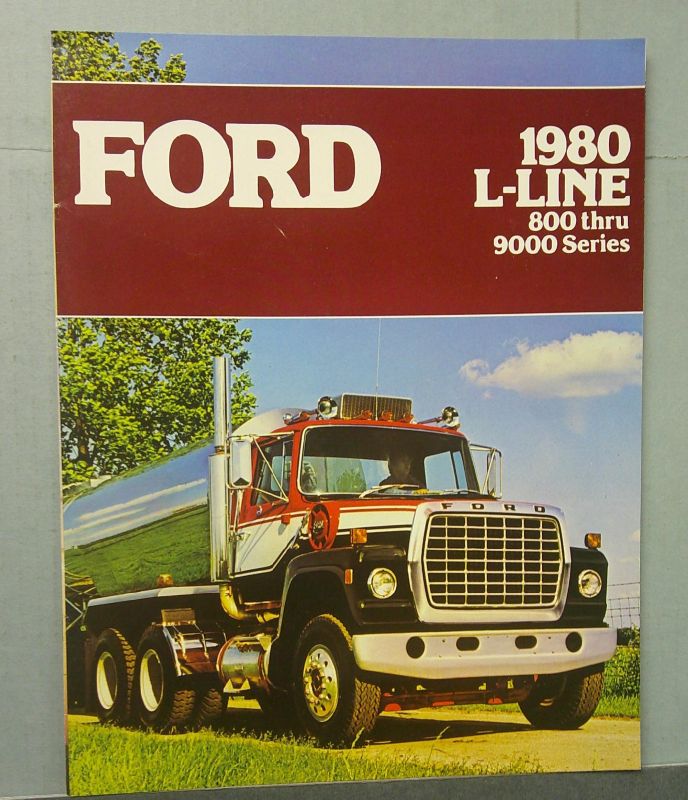 FORD
1980
L-LINE
800 thru
9000 Series
FORD